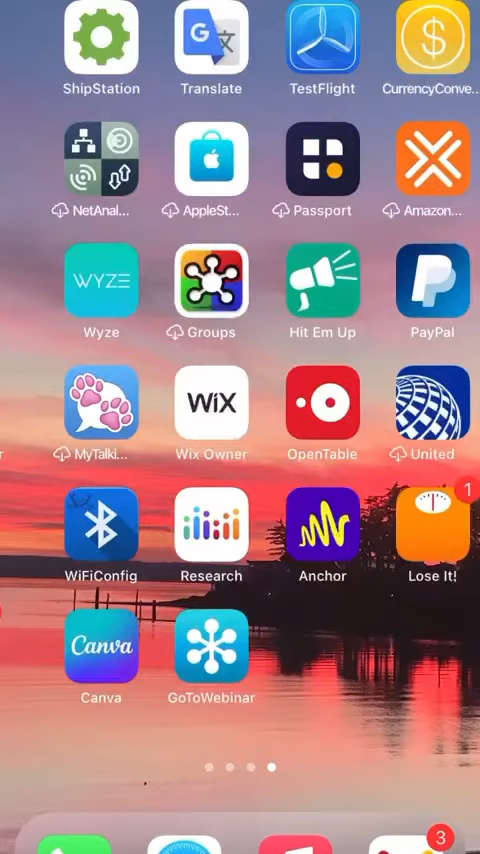 G 文
$
ShipStation Translate TestFlight CurrencyConve..
NetAnal... AppleSt... Passport Amazon...
WYZE
P
Wyze Groups Hit Em Up PayPal
WiX
r MyTalki... Wix Owner OpenTable United
1
WiFiConfig Research Anchor Lose It!
Canva
Canva GoToWebinar
3